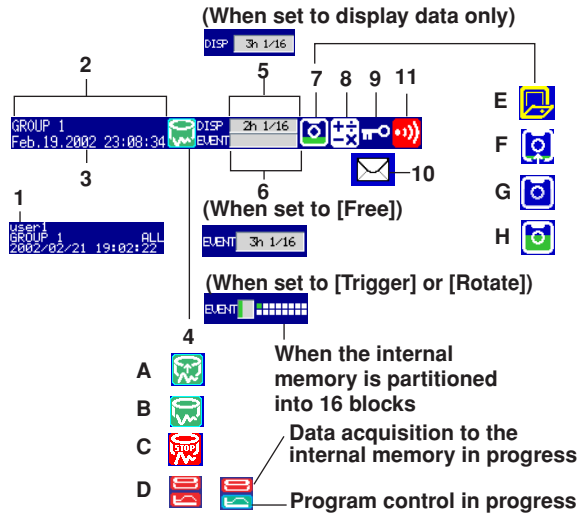 (When set to display data only)
DISP 3h 1/16
2
5
7 8 9 11
E
GROUP 1
Feb.19.2002 23:08:34
DISP 2h 1/16
EVENT
F
3
6
10
G
1
user1
GROUP 1 ALL
2002/02/21 19:02:22
(When set to [Free])
EVENT 3h 1/16
H
(When set to [Trigger] or [Rotate])
EVENT
4
When the internal
memory is partitioned
into 16 blocks
A
B
C
STOP
Data acquisition to the
internal memory in progress
D
Program control in progress